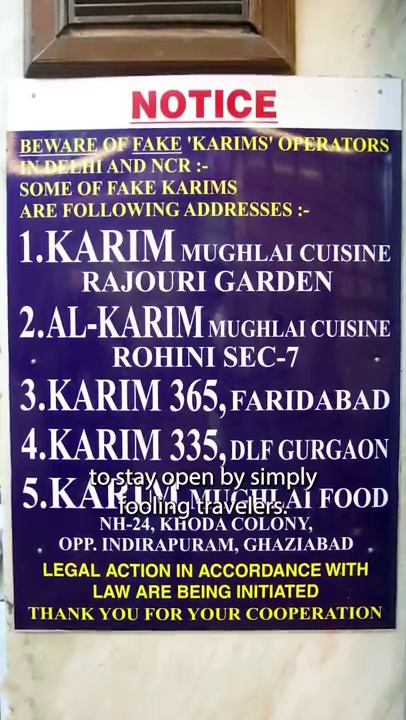 NOTICE
BEWARE OF FAKE 'KARIMS' OPERATORS
IN DELHI AND NCR :-
SOME OF FAKE KARIMS
ARE FOLLOWING ADDRESSES :-
1.KARIM MUGHLAI CUISINE
RAJOURI GARDEN
2.AL-KARIM MUGHLAI CUISINE
ROHINI SEC-7
3.KARIM 365, FARIDABAD
4.KARIM 335, DLF GURGAON
to stay open by simply
5.KARIM MUGHLAI FOOD
fooling travelers.
NH-24, KHODA COLONY,
OPP. INDIRAPURAM, GHAZIABAD
LEGAL ACTION IN ACCORDANCE WITH
LAW ARE BEING INITIATED
THANK YOU FOR YOUR COOPERATION